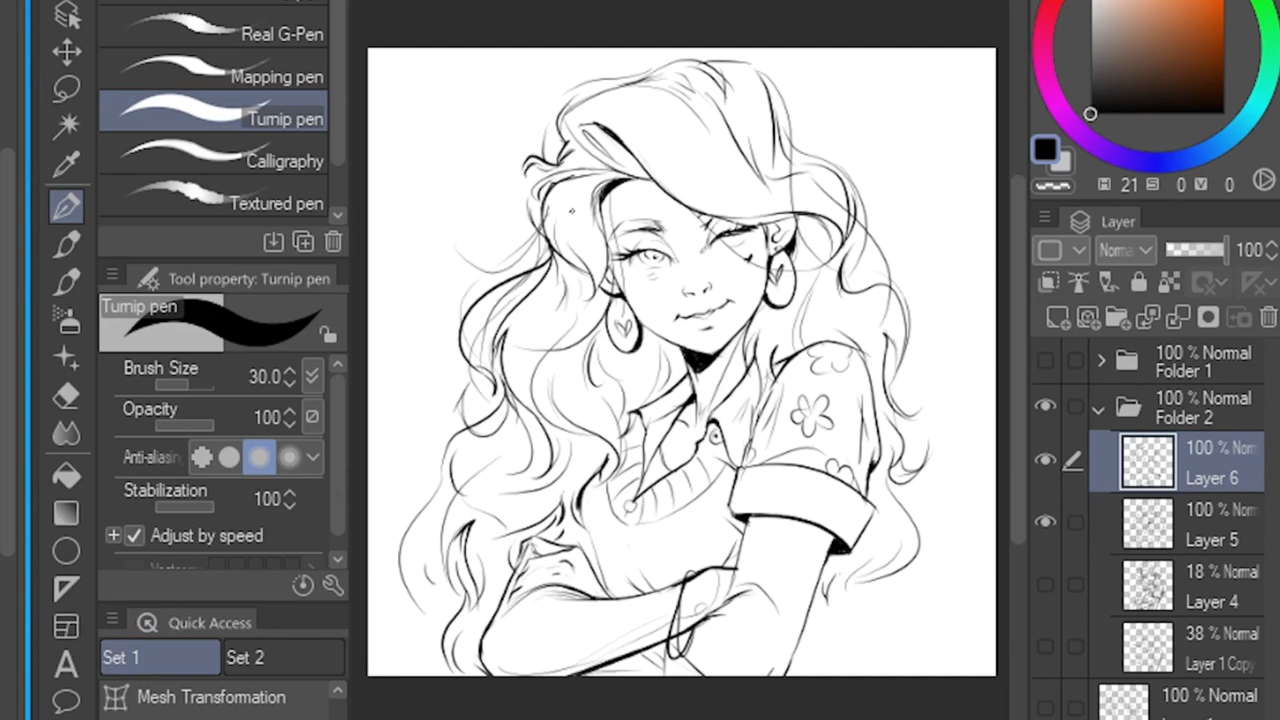 Real G-Pen
Mapping pen
Turnip pen
Calligraphy
Textured pen
Tool property: Turnip pen
Turnip pen
Brush Size
30.0
Opacity
100
Anti-aliasin
Stabilization
100
Adjust by speed
Quick Access
Set 1
Set 2
Mesh Transformation
H 21 S 0 V 0
Layer
Norma
100
100 % Normal
Folder 1
100 % Normal
Folder 2
100 % Norm
Layer 6
100 % Norm
Layer 5
18 % Normal
Layer 4
38 % Normal
Layer 1 Copy
100 % Normal
A